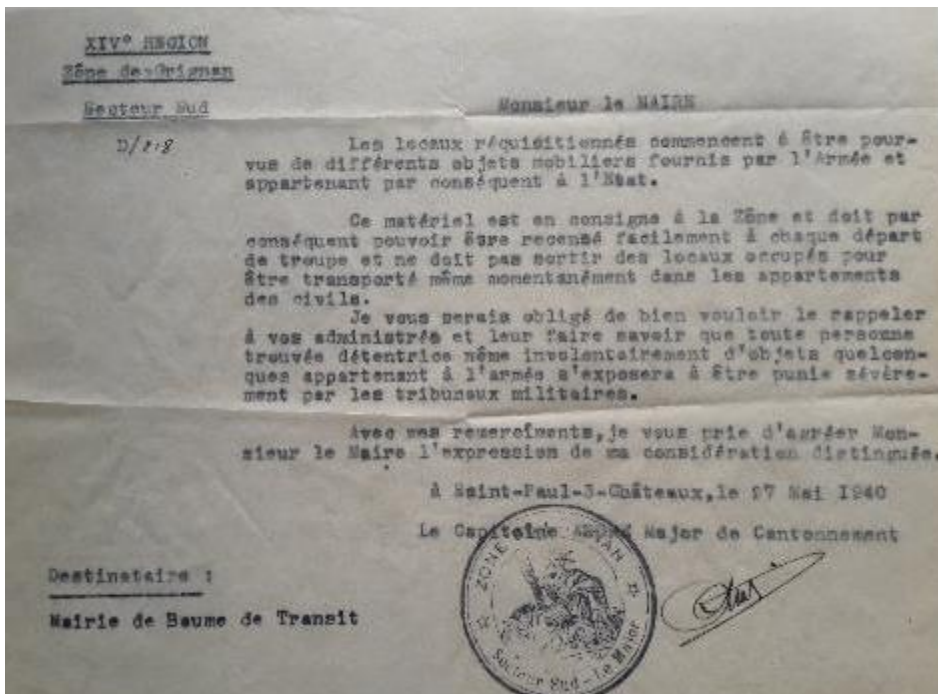 XIV° REGION
Zône de Grignan
Secteur Sud
Monsieur le MAIRE
D/218
Les locaux réquisitionnés commencent à être pour-
vus de différents objets mobiliers fournis par l'Armée et
appartenant par conséquent à l'Etat.
Ce matériel est en consigne à la Zône et doit par
conséquent pouvoir être recensé facilement à chaque départ
de troupe et ne doit pas sortir des locaux occupés pour
être transporté même momentanément dans les appartements
des civils.
Je vous serais obligé de bien vouloir le rappeler
à vos administrés et leur faire savoir que toute personne
trouvée détentrice même involontairement d'objets quelcon-
ques appartenant à l'armée s'exposera à être punie sévère-
ment par les tribunaux militaires.
Avec mes remerciments, je vous prie d'agréer Mon-
sieur le Maire l'expression de ma considération distinguée.
à Saint-Paul-3-Châteaux, le 27 Mai 1940
Le Capitaine Major de Cantonnement
ZONE GRIGNAN
Secteur Sud - Le Major
Destinataire :
Mairie de Baume de Transit